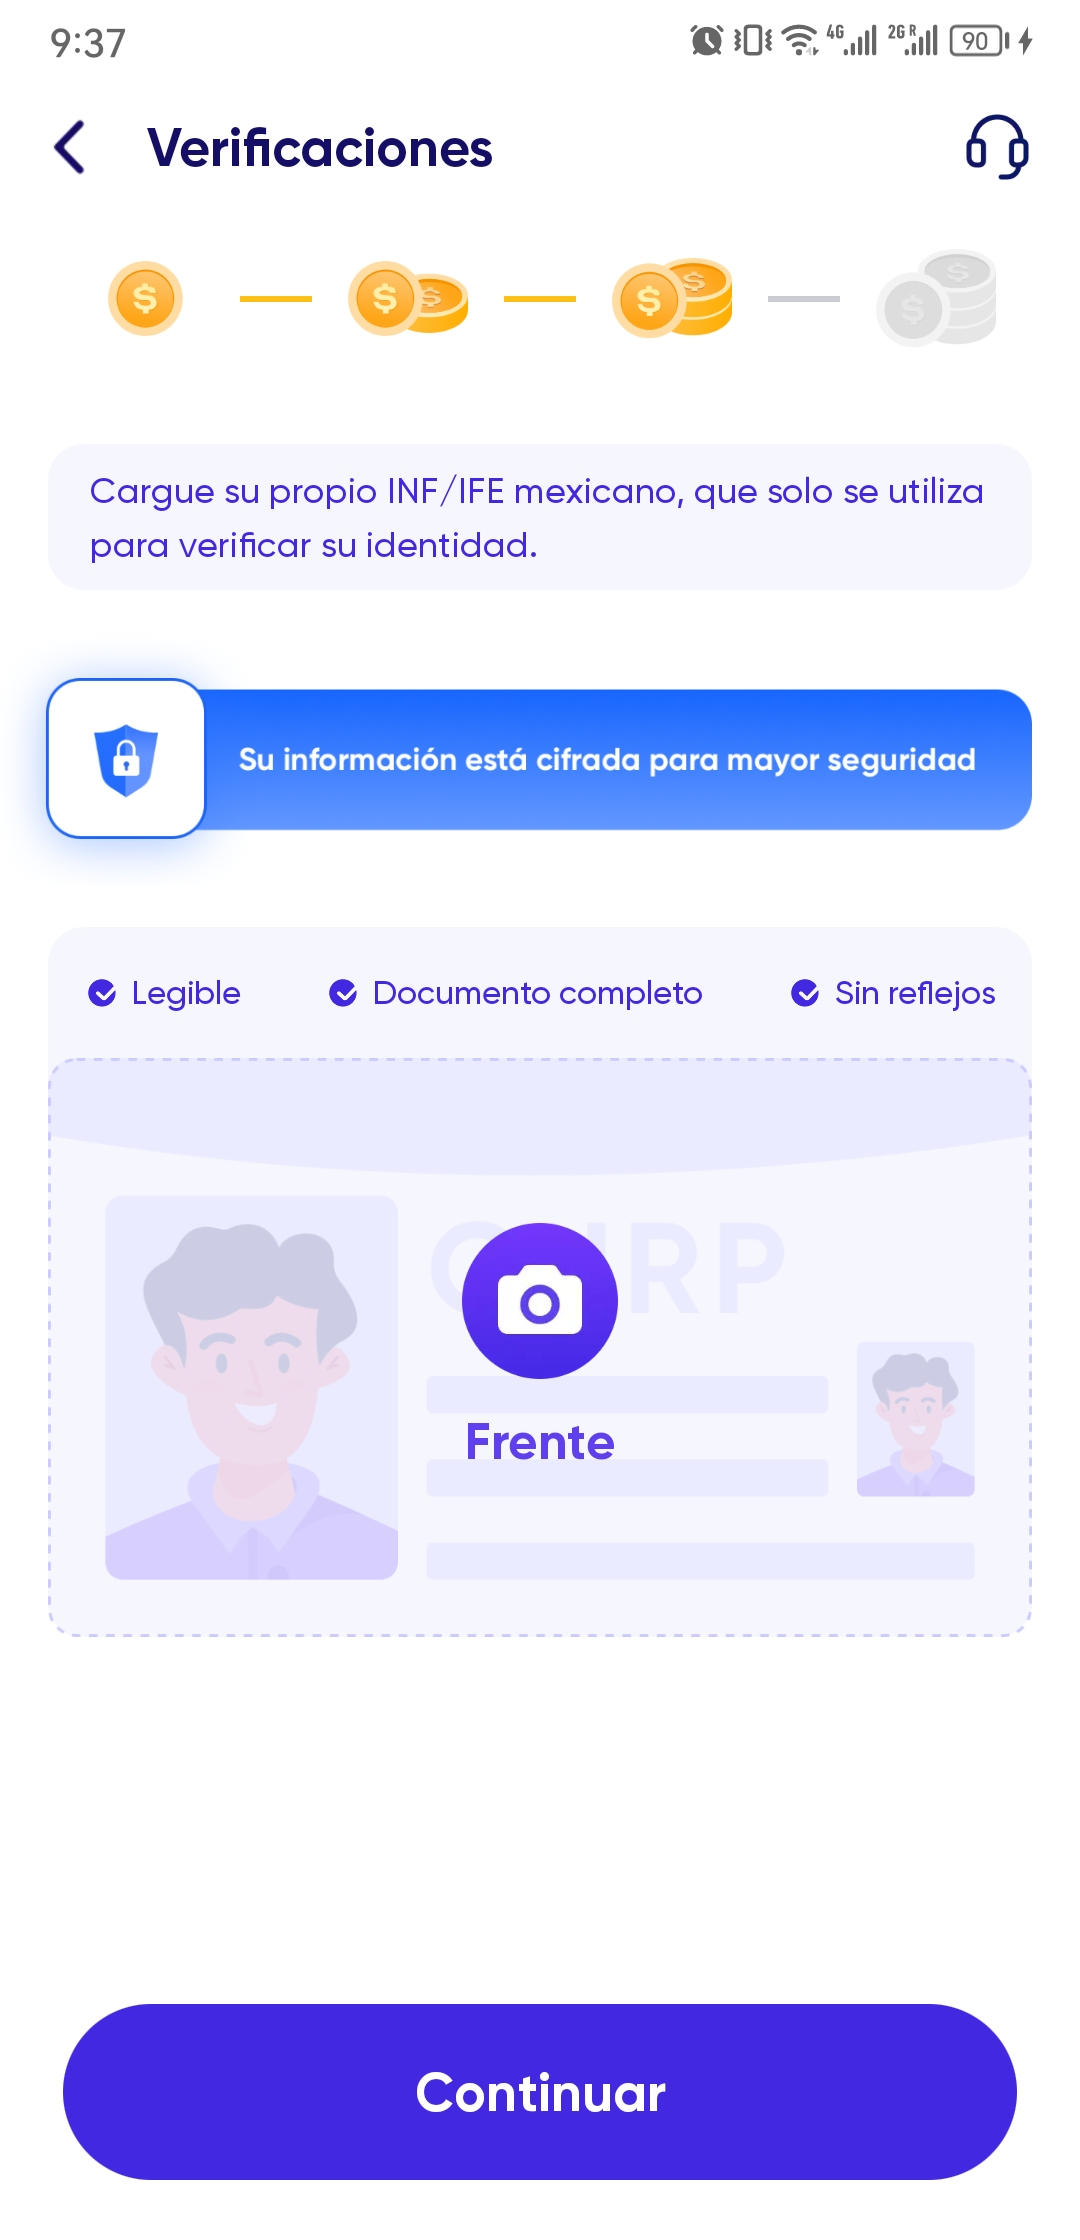 9:37
4G
2G R
90
Verificaciones
Cargue su propio INF/IFE mexicano, que solo se utiliza
para verificar su identidad.
Su información está cifrada para mayor seguridad
Legible
Documento completo
Sin reflejos
Frente
Continuar